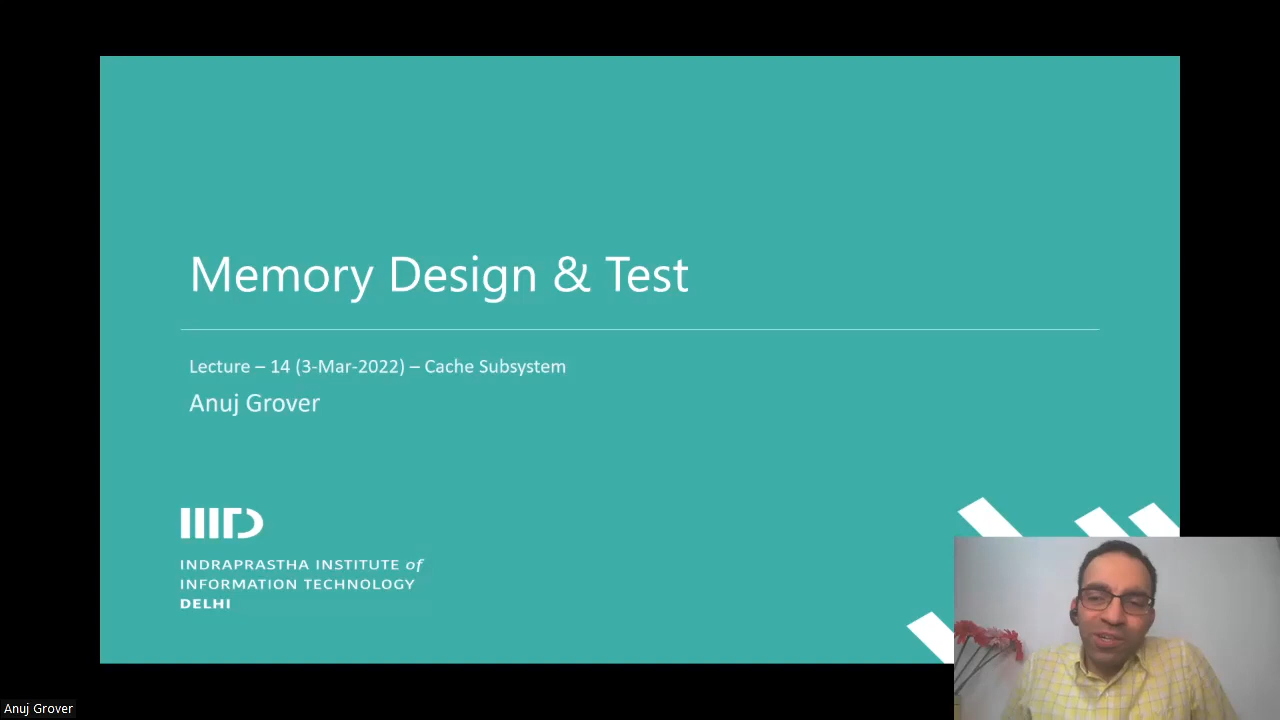 Memory Design & Test
Lecture – 14 (3-Mar-2022) – Cache Subsystem
Anuj Grover
IIITD
INDRAPRASTHA INSTITUTE of
INFORMATION TECHNOLOGY
DELHI
Anuj Grover